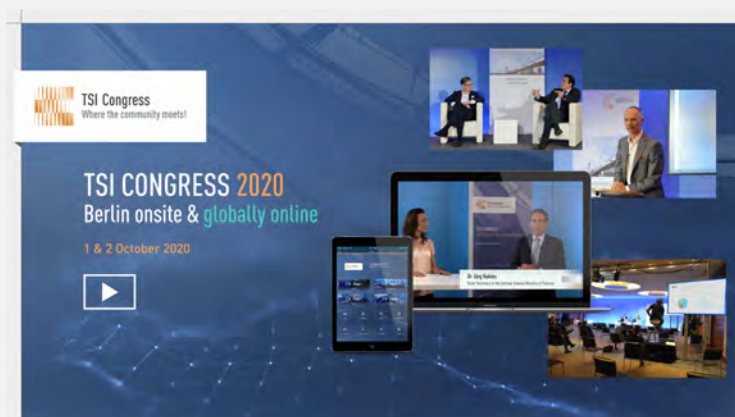 TSI Congress
Where the community meets!
TSI CONGRESS 2020
Berlin onsite & globally online
1 & 2 October 2020
Dr Jörg Kukies